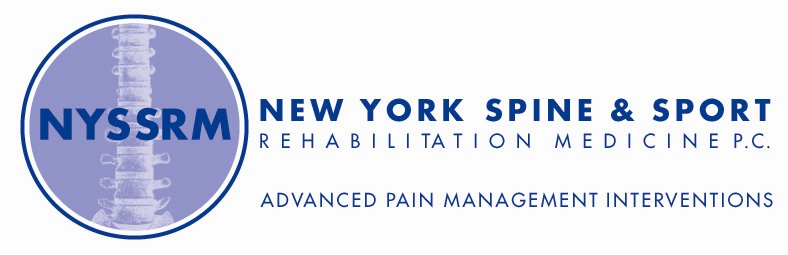 NYSSRM
NEW YORK SPINE & SPORT
REHABILITATION MEDICINE P.C.
ADVANCED PAIN MANAGEMENT INTERVENTIONS